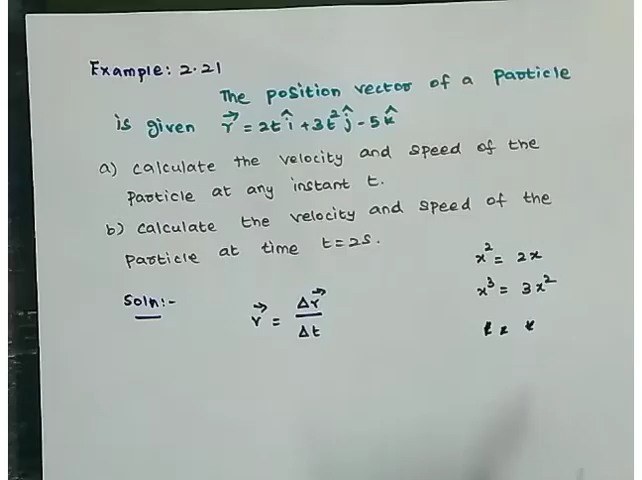 Example: 2.21
The position vector of a particle
is given r⃗ = 2t î + 3t² ĵ - 5 k̂
a) calculate the velocity and speed of the
particle at any instant t.
b) calculate the velocity and speed of the
particle at time t=2s.
x² = 2x
x³ = 3x²
Soln:-
v⃗ = Δr⃗ / Δt